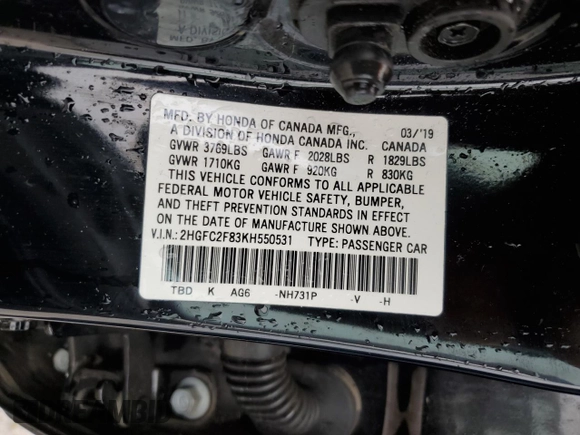 MFD. BY HONDA OF CANADA MFG., 03/'19
A DIVISION OF HONDA CANADA INC. CANADA
GVWR 3769LBS GAWR F 2028LBS R 1829LBS
GVWR 1710KG GAWR F 920KG R 830KG
THIS VEHICLE CONFORMS TO ALL APPLICABLE
FEDERAL MOTOR VEHICLE SAFETY, BUMPER,
AND THEFT PREVENTION STANDARDS IN EFFECT
ON THE DATE OF MANUFACTURE SHOWN ABOVE.
V.I.N.: 2HGFC2F83KH550531 TYPE: PASSENGER CAR
TBD K AG6 -NH731P -V -H